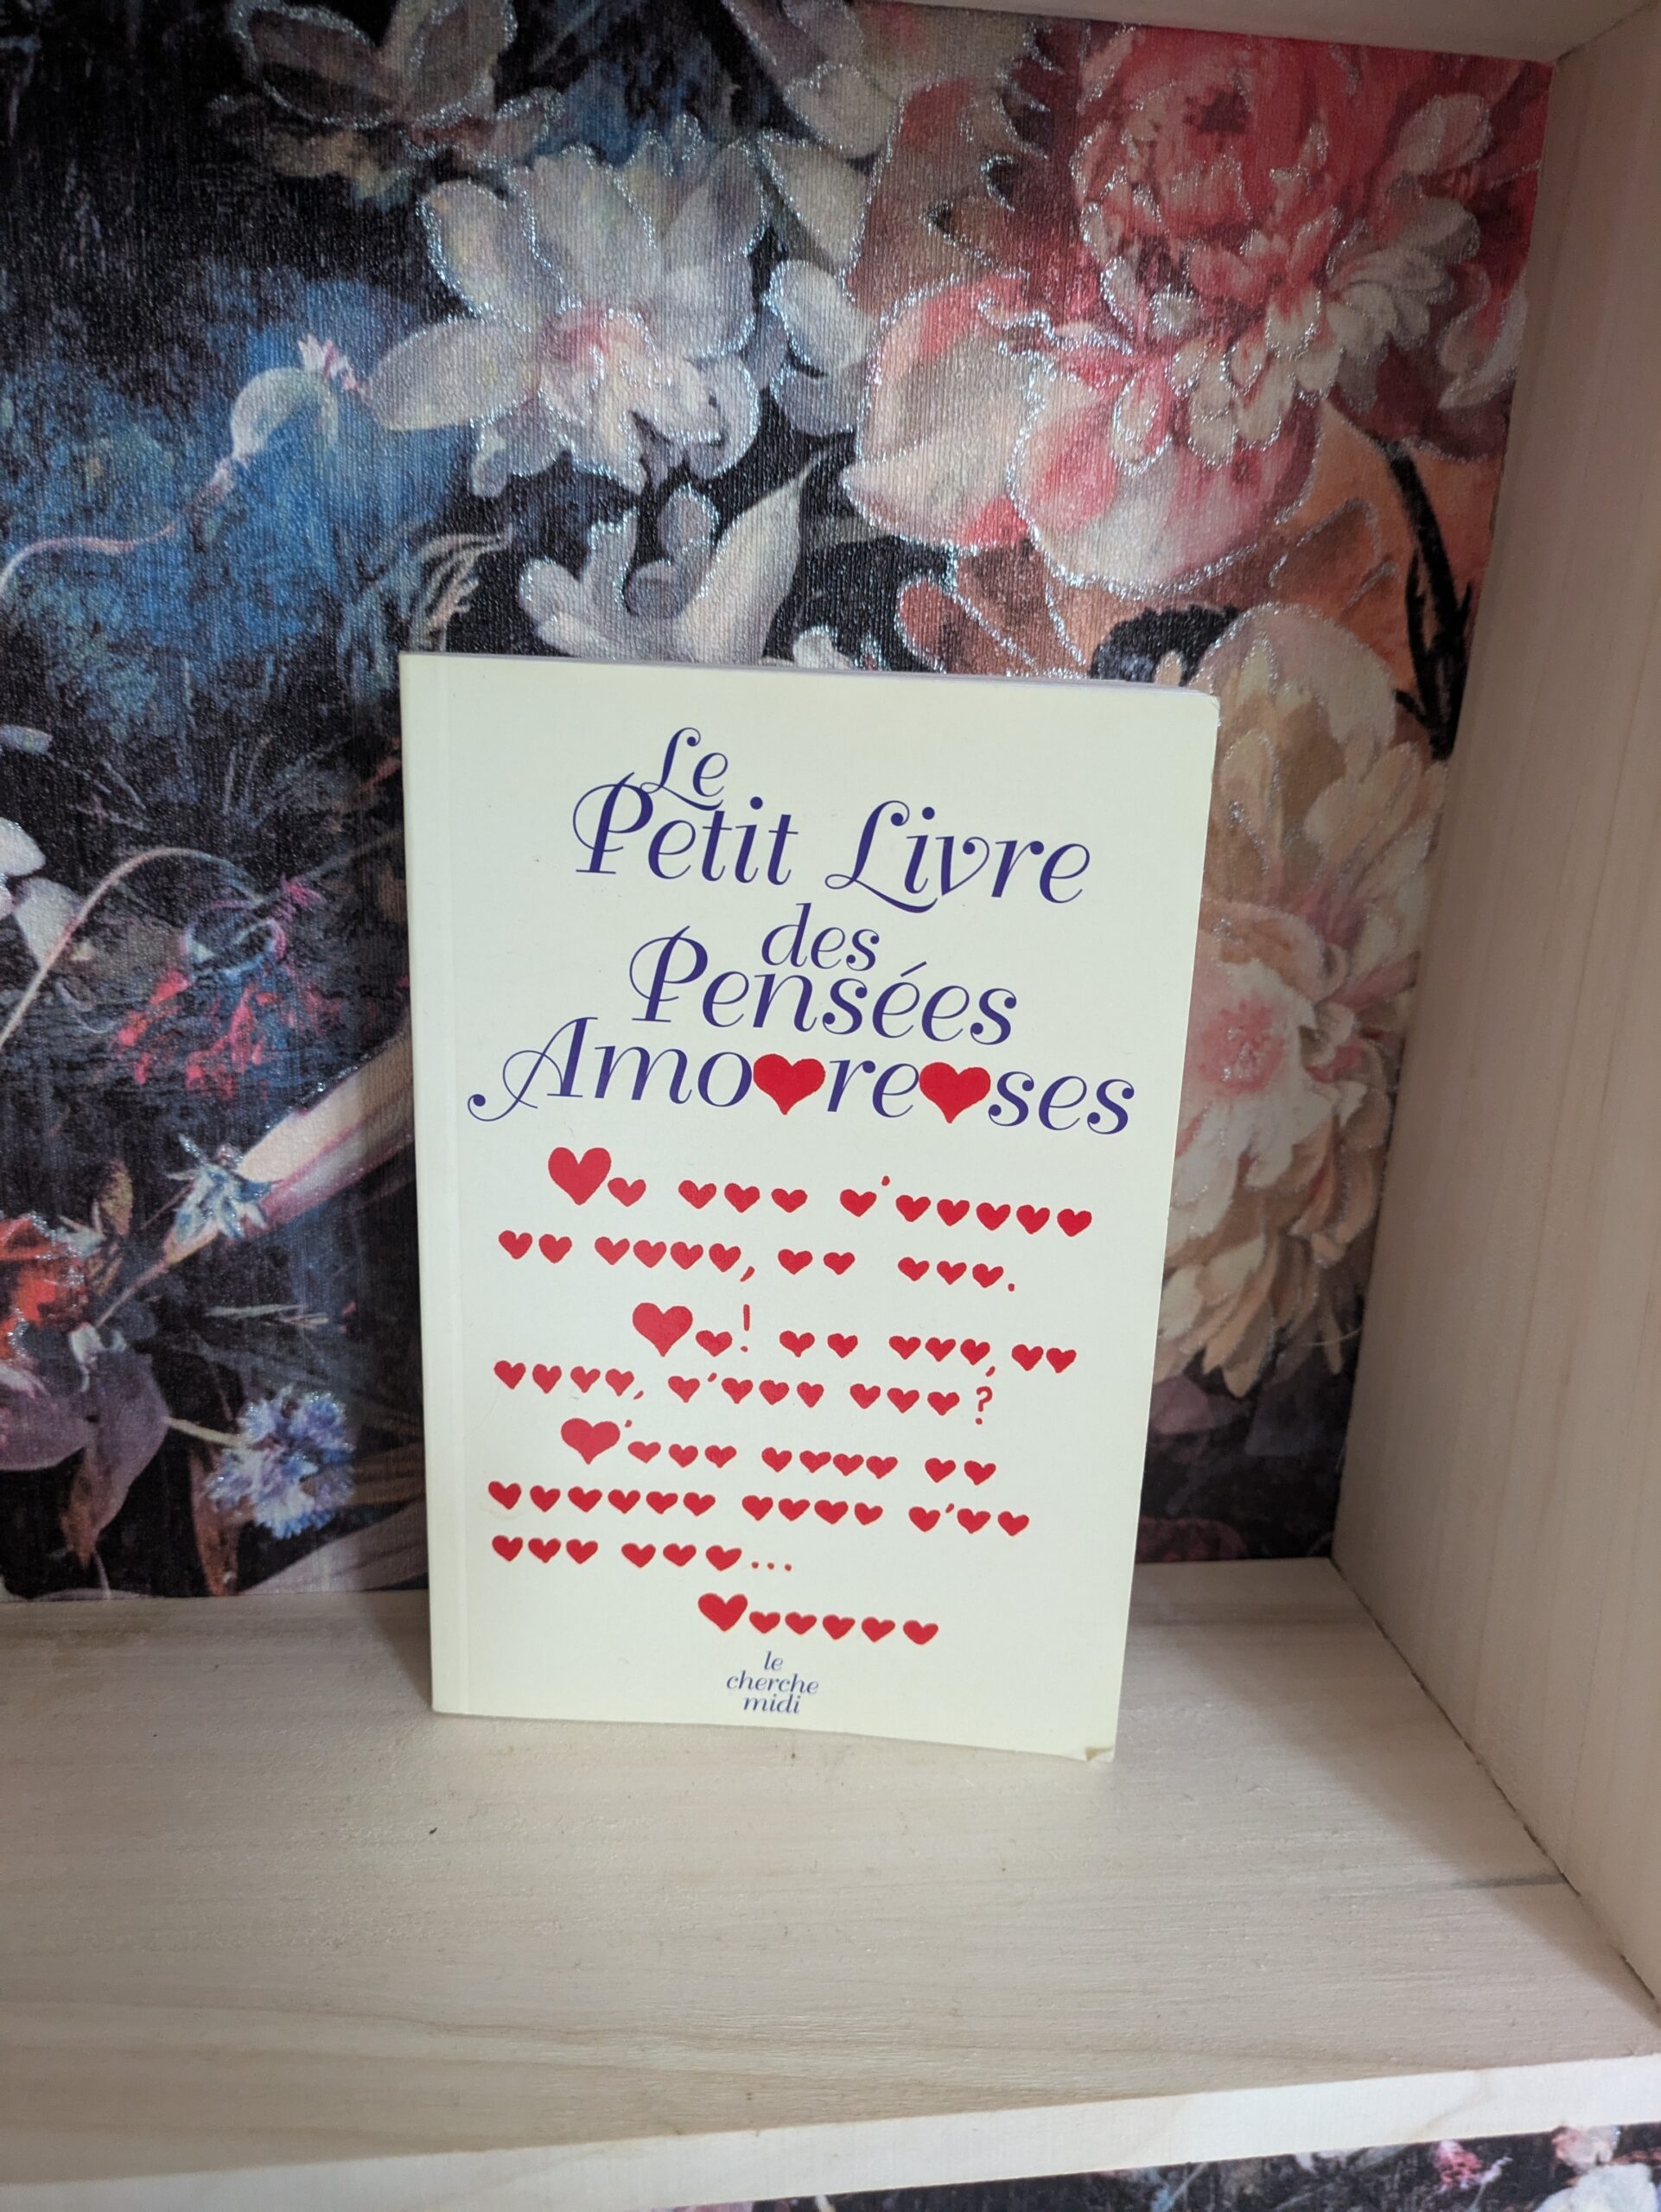 Le
Petit Livre
des
Pensées
Amo♥re♥ses
♥♥ ♥♥♥ ♥'♥♥♥♥♥
♥♥ ♥♥♥♥, ♥♥ ♥♥♥.
♥♥! ♥♥ ♥♥♥, ♥♥
♥♥♥♥, ♥'♥♥♥ ♥♥♥?
♥'♥♥♥ ♥♥♥♥ ♥♥
♥♥♥♥♥♥ ♥♥♥♥ ♥'♥♥
♥♥♥ ♥♥♥...
♥♥♥♥♥♥
le
cherche
midi